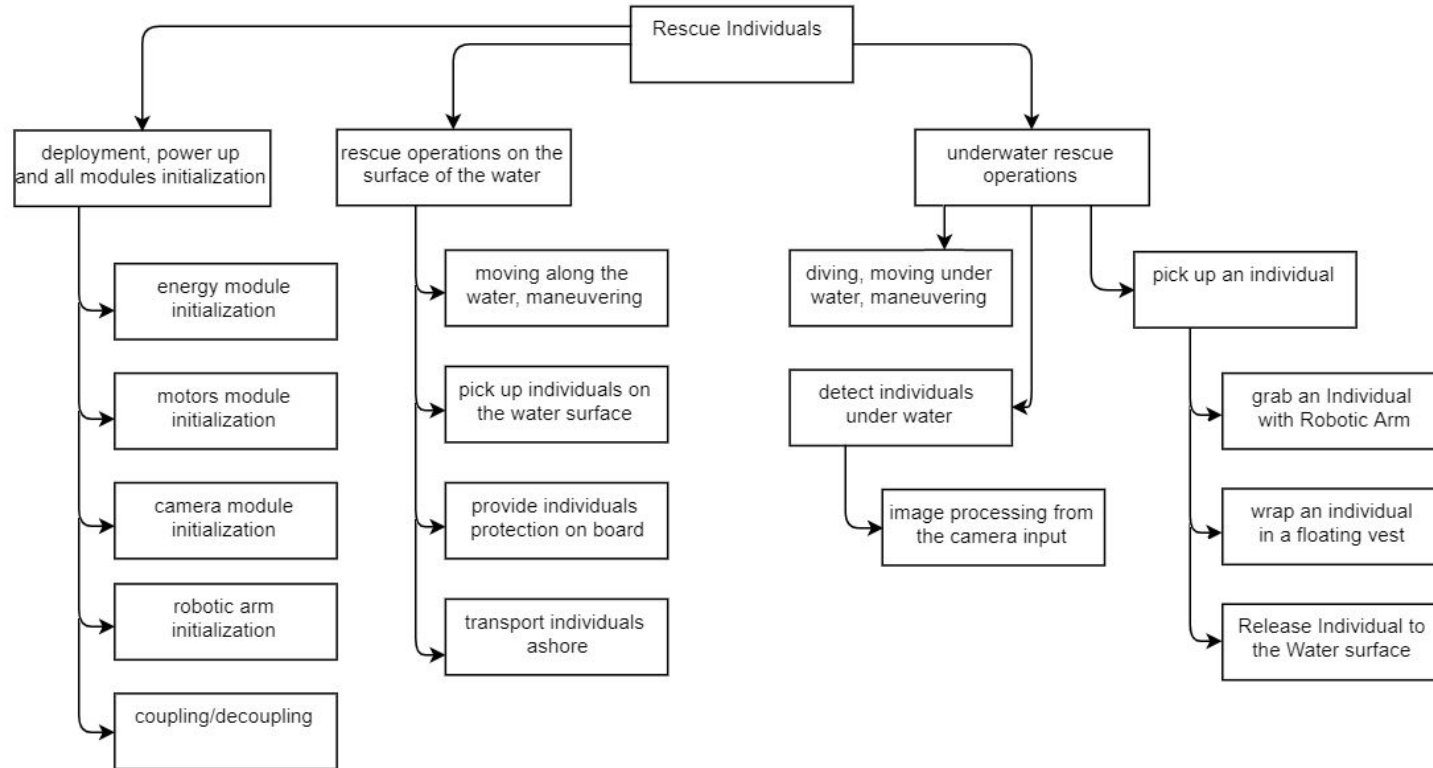 Rescue Individuals
deployment, power up
and all modules initialization
rescue operations on the
surface of the water
underwater rescue
operations
energy module
initialization
motors module
initialization
camera module
initialization
robotic arm
initialization
coupling/decoupling
moving along the
water, maneuvering
pick up individuals on
the water surface
provide individuals
protection on board
transport individuals
ashore
diving, moving under
water, maneuvering
detect individuals
under water
image processing from
the camera input
pick up an individual
grab an Individual
with Robotic Arm
wrap an individual
in a floating vest
Release Individual to
the Water surface